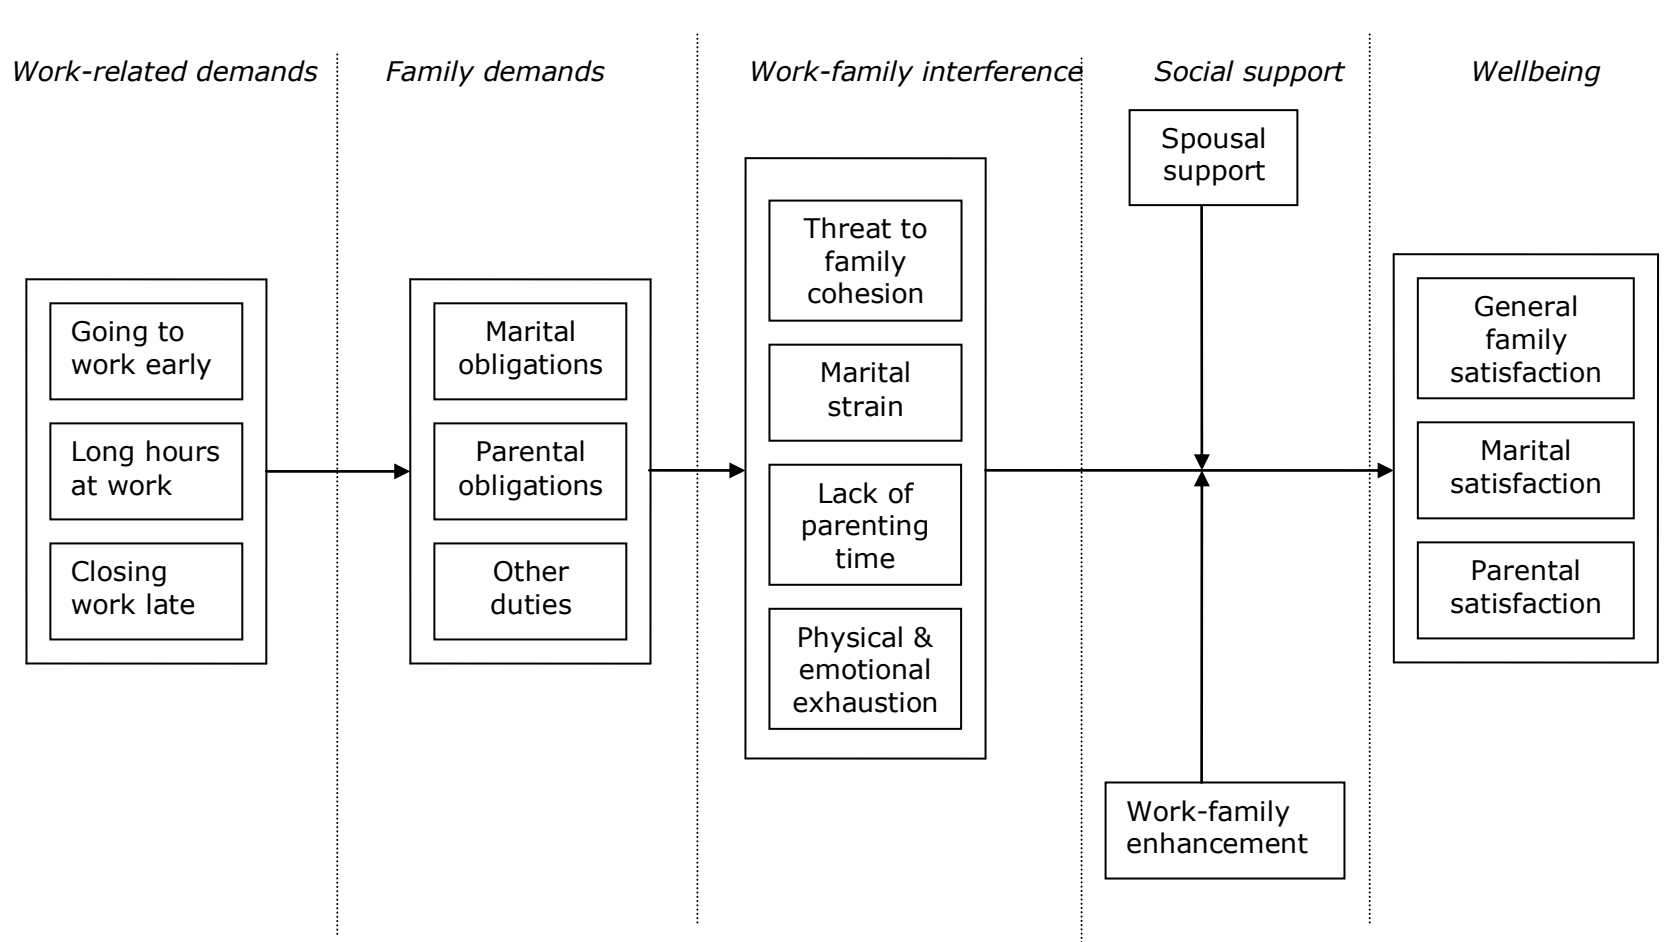 Work-related demands
Family demands
Work-family interference
Social support
Wellbeing
Going to
work early
Long hours
at work
Closing
work late
Marital
obligations
Parental
obligations
Other
duties
Threat to
family
cohesion
Marital
strain
Lack of
parenting
time
Physical &
emotional
exhaustion
Spousal
support
Work-family
enhancement
General
family
satisfaction
Marital
satisfaction
Parental
satisfaction